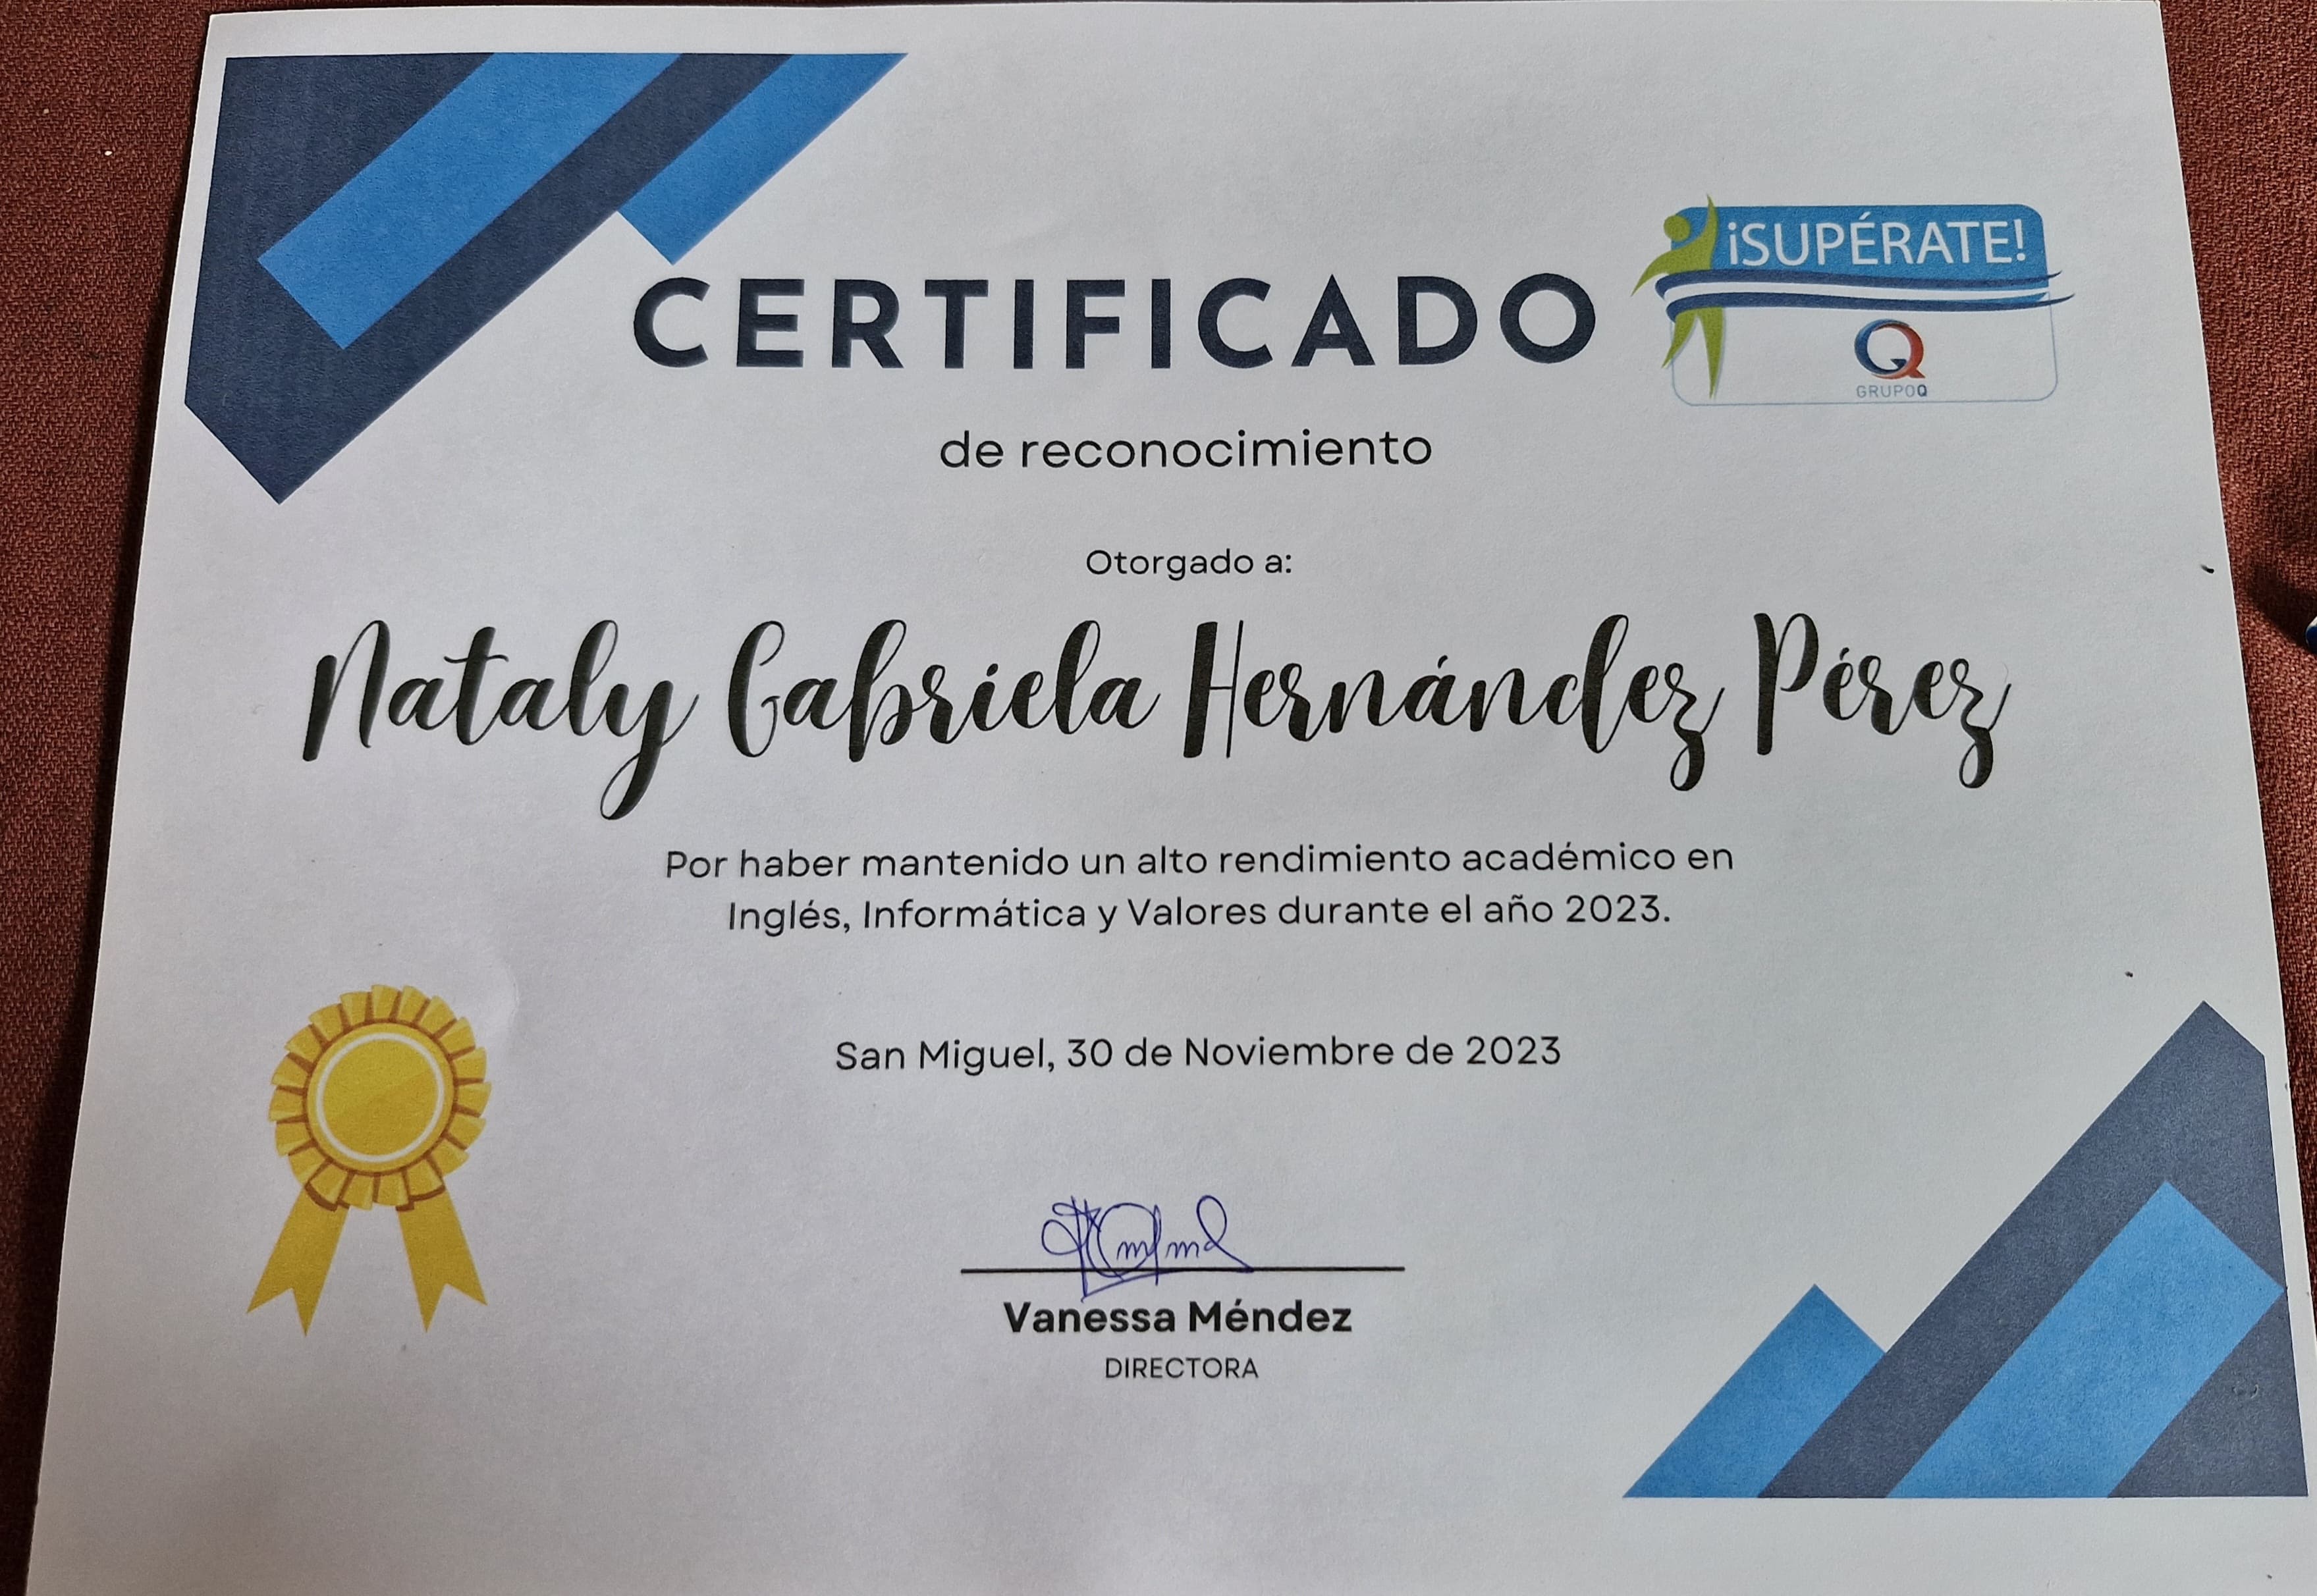 ¡SUPÉRATE!
GRUPOQ
CERTIFICADO
de reconocimiento
Otorgado a:
Nataly Gabriela Hernández Pérez
Por haber mantenido un alto rendimiento académico en
Inglés, Informática y Valores durante el año 2023.
San Miguel, 30 de Noviembre de 2023
Vanessa Méndez
DIRECTORA